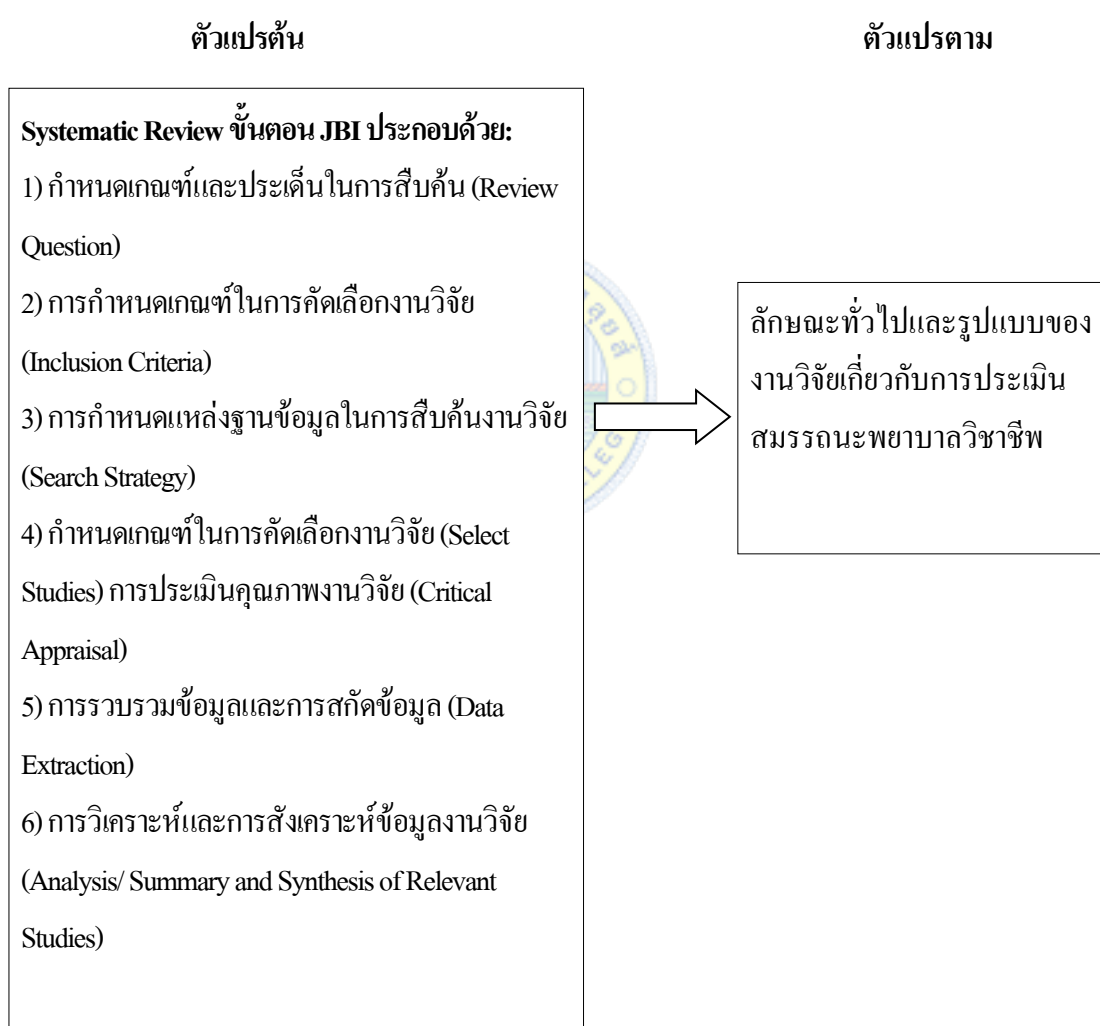 ตัวแปรต้น
ตัวแปรตาม
Systematic Review ขั้นตอน JBI ประกอบด้วย:
1) กำหนดเกณฑ์และประเด็นในการสืบค้น (Review
Question)
2) การกำหนดเกณฑ์ในการคัดเลือกงานวิจัย
(Inclusion Criteria)
3) การกำหนดแหล่งฐานข้อมูลในการสืบค้นงานวิจัย
(Search Strategy)
4) กำหนดเกณฑ์ในการคัดเลือกงานวิจัย (Select
Studies) การประเมินคุณภาพงานวิจัย (Critical
Appraisal)
5) การรวบรวมข้อมูลและการสกัดข้อมูล (Data
Extraction)
6) การวิเคราะห์และการสังเคราะห์ข้อมูลงานวิจัย
(Analysis/ Summary and Synthesis of Relevant
Studies)
ลักษณะทั่วไปและรูปแบบของ
งานวิจัยเกี่ยวกับการประเมิน
สมรรถนะพยาบาลวิชาชีพ